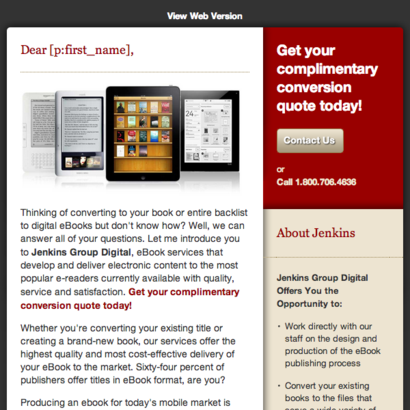 View Web Version
Dear [p:first_name],
Thinking of converting to your book or entire backlist
to digital eBooks but don't know how? Well, we can
answer all of your questions. Let me introduce you
to Jenkins Group Digital, eBook services that
develop and deliver electronic content to the most
popular e-readers currently available with quality,
service and satisfaction. Get your complimentary
conversion quote today!
Whether you're converting your existing title or
creating a brand-new book, our services offer the
highest quality and most cost-effective delivery of
your eBook to the market. Sixty-four percent of
publishers offer titles in eBook format, are you?
Producing an ebook for today's mobile market is
Get your
complimentary
conversion
quote today!
Contact Us
or
Call 1.800.706.4636
About Jenkins
Jenkins Group Digital
Offers You the
Opportunity to:
• Work directly with our
staff on the design and
production of the eBook
publishing process
• Convert your existing
books to the files that
serve a wide variety of